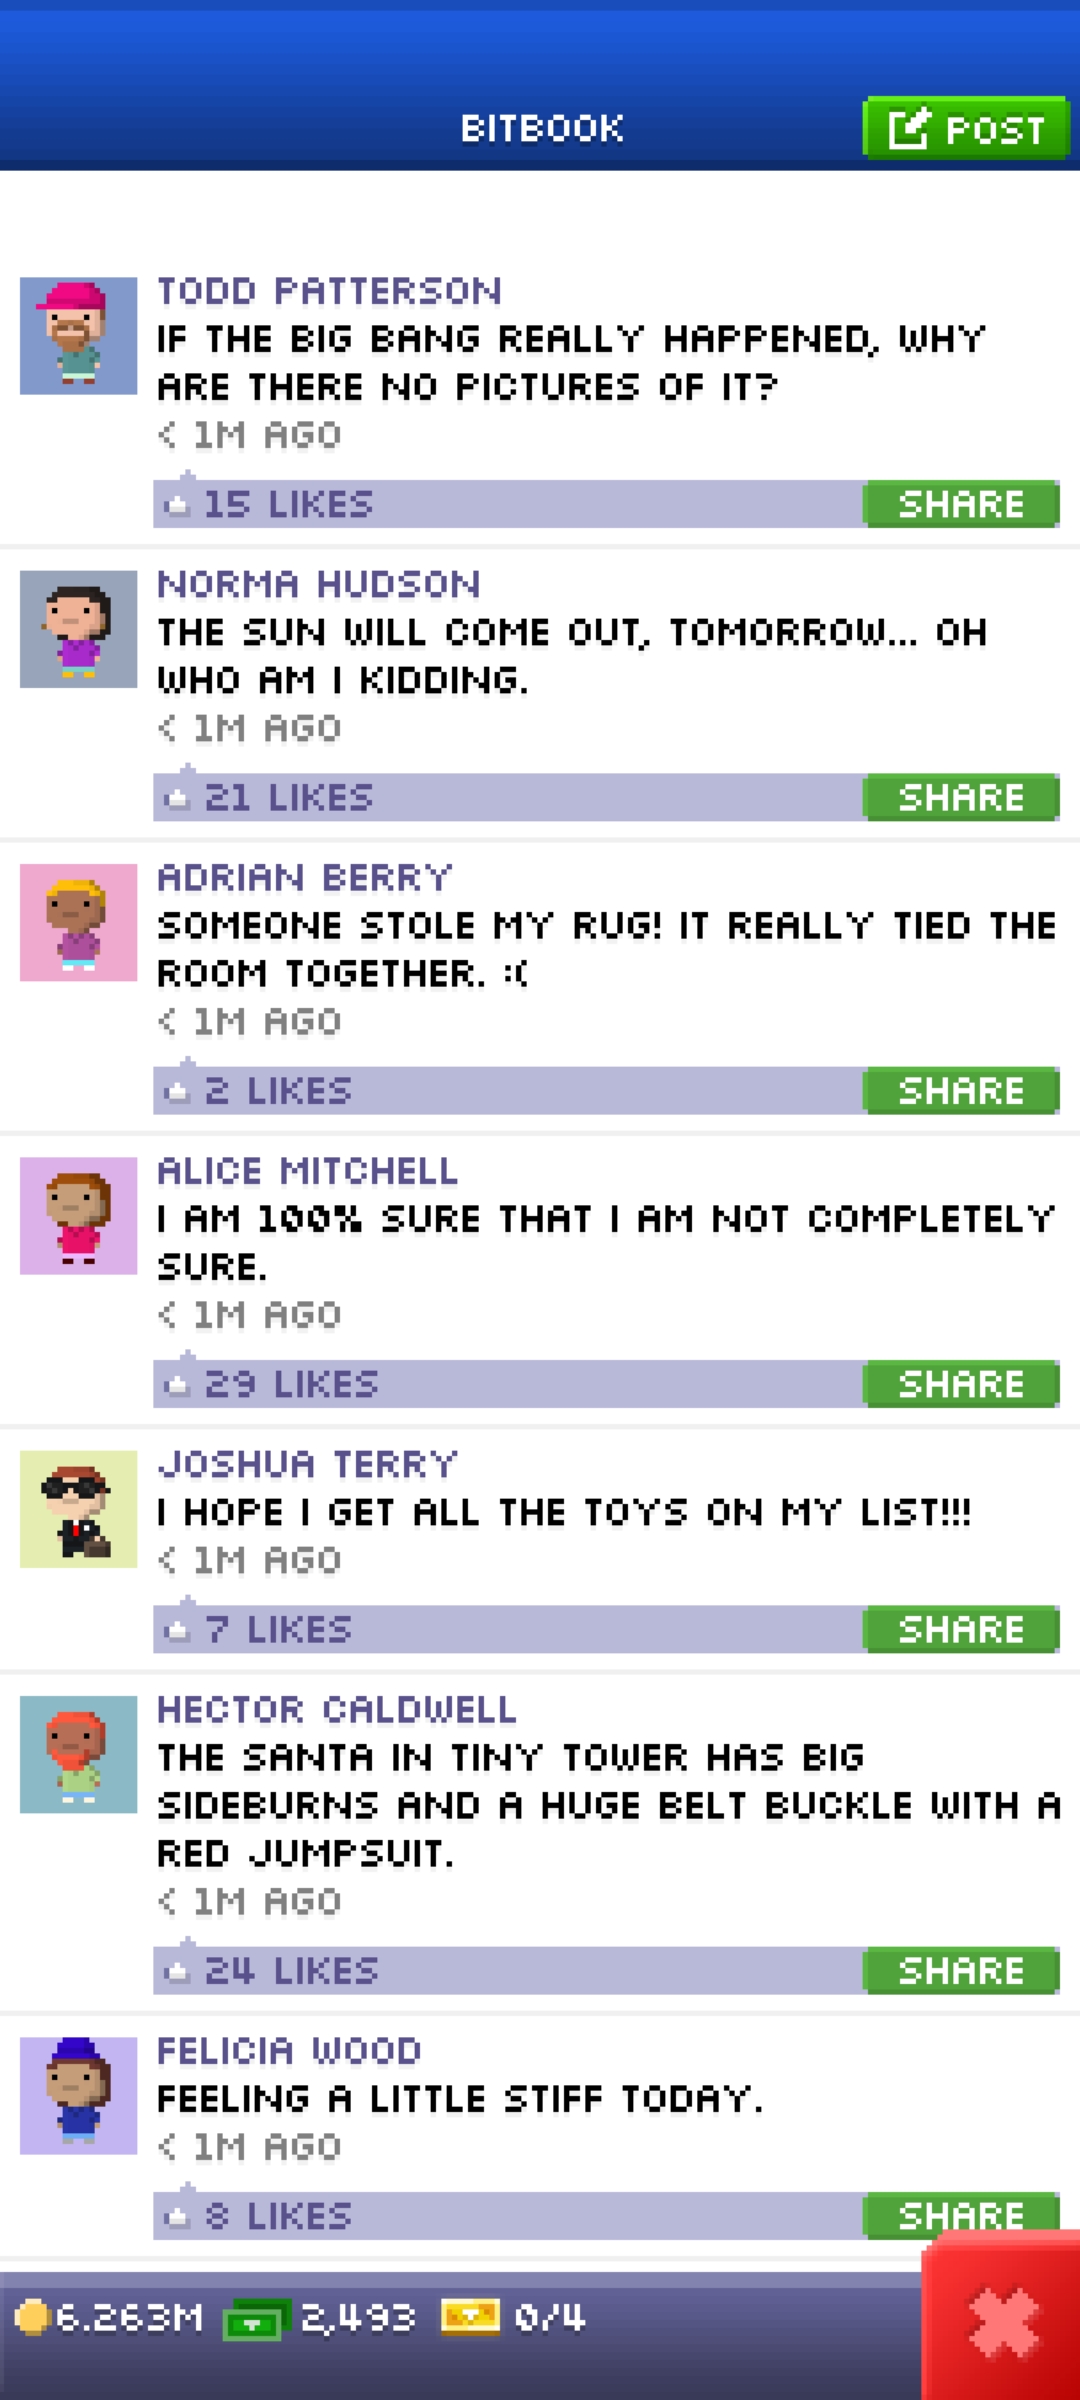 BITBOOK
POST
TODD PATTERSON
IF THE BIG BANG REALLY HAPPENED, WHY
ARE THERE NO PICTURES OF IT?
< 1M AGO
15 LIKES
SHARE
NORMA HUDSON
THE SUN WILL COME OUT, TOMORROW... OH
WHO AM I KIDDING.
< 1M AGO
21 LIKES
SHARE
ADRIAN BERRY
SOMEONE STOLE MY RUG! IT REALLY TIED THE
ROOM TOGETHER. :(
< 1M AGO
2 LIKES
SHARE
ALICE MITCHELL
I AM 100% SURE THAT I AM NOT COMPLETELY
SURE.
< 1M AGO
29 LIKES
SHARE
JOSHUA TERRY
I HOPE I GET ALL THE TOYS ON MY LIST!!!
< 1M AGO
7 LIKES
SHARE
HECTOR CALDWELL
THE SANTA IN TINY TOWER HAS BIG
SIDEBURNS AND A HUGE BELT BUCKLE WITH A
RED JUMPSUIT.
< 1M AGO
24 LIKES
SHARE
FELICIA WOOD
FEELING A LITTLE STIFF TODAY.
< 1M AGO
8 LIKES
SHARE
6.263M 2,493 0/4